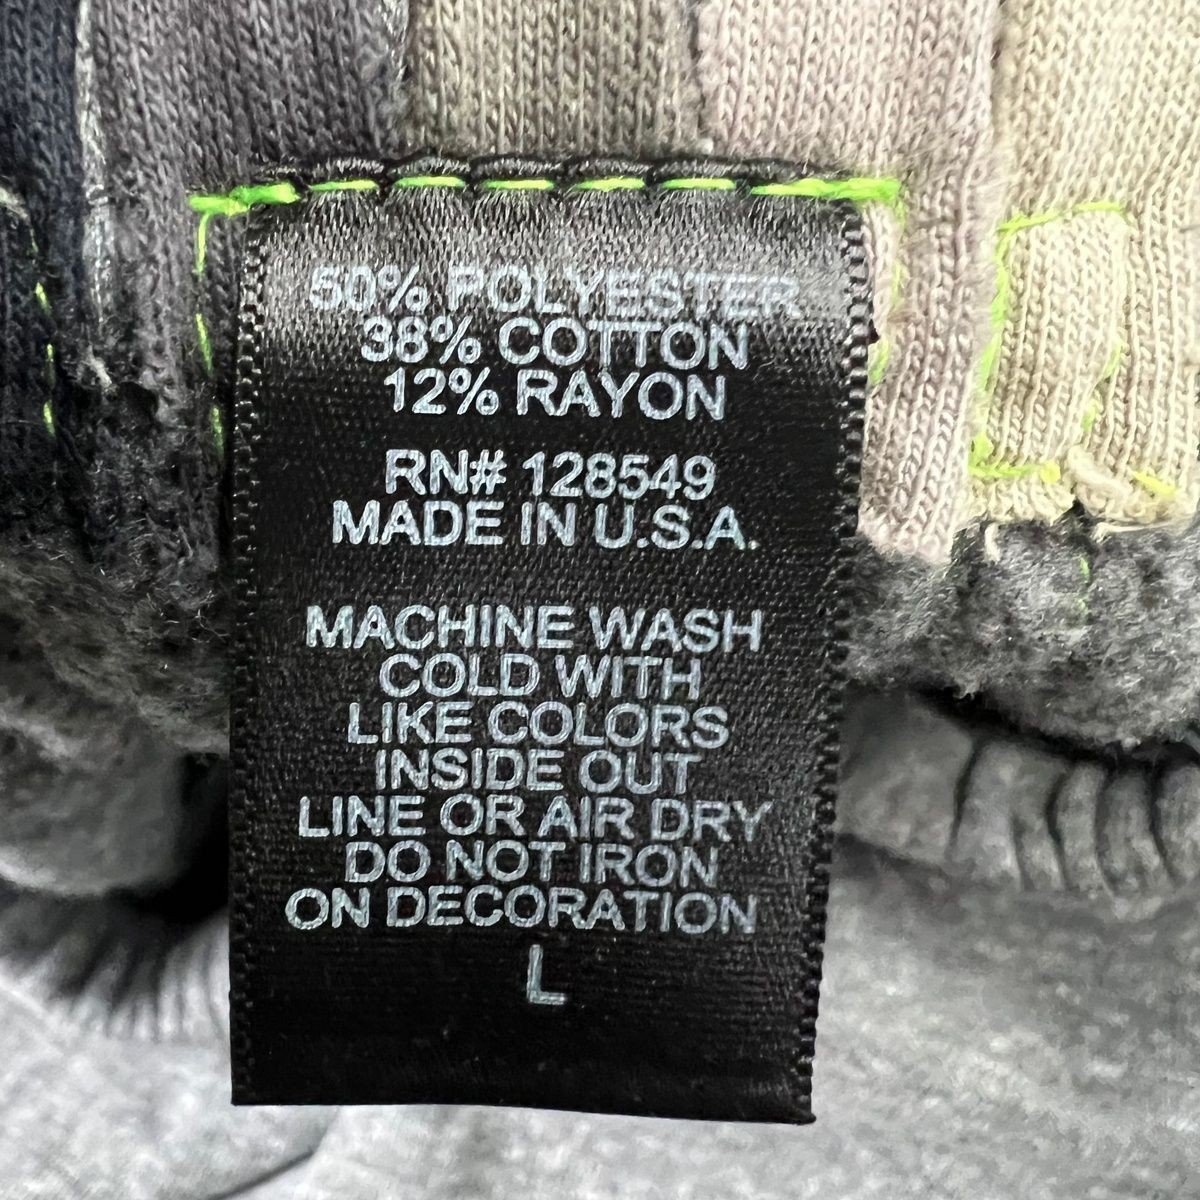 50% POLYESTER
38% COTTON
12% RAYON
RN# 128549
MADE IN U.S.A.
MACHINE WASH
COLD WITH
LIKE COLORS
INSIDE OUT
LINE OR AIR DRY
DO NOT IRON
ON DECORATION
L